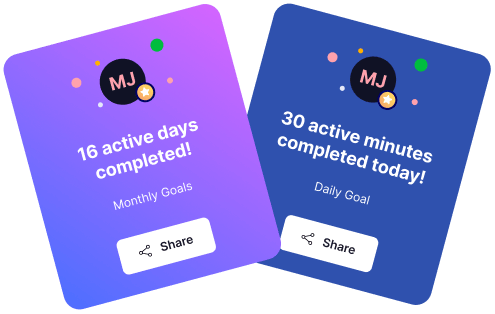 MJ
16 active days
completed!
Monthly Goals
Share
MJ
30 active minutes
completed today!
Daily Goal
Share